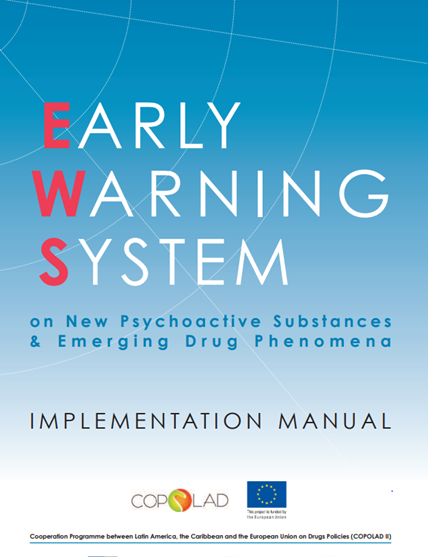 EARLY
WARNING
SYSTEM
on New Psychoactive Substances
& Emerging Drug Phenomena
IMPLEMENTATION MANUAL
COPOLAD
This project is funded by
the European Union
Cooperation Programme between Latin America, the Caribbean and the European Union on Drugs Policies (COPOLAD II)